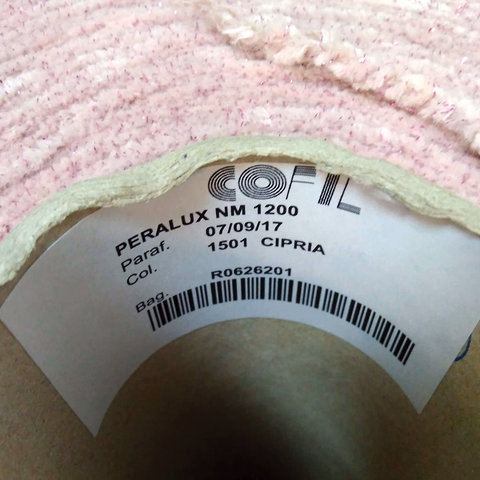 COFIL
PERALUX NM 1200
Paraf. 07/09/17
Col. 1501 CIPRIA
Bag. R0626201